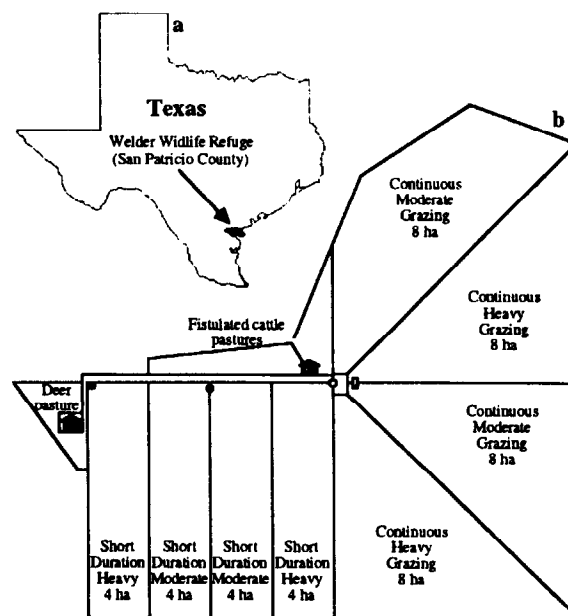 a
Texas
Welder Widlife Refuge
(San Patricio County)
b
Continuous
Moderate
Grazing
8 ha
Continuous
Heavy
Grazing
8 ha
Fistulated cattle
pastures
Deer
pasture
Continuous
Moderate
Grazing
8 ha
Short
Duration
Heavy
4 ha
Short
Duration
Moderate
4 ha
Short
Duration
Moderate
4 ha
Short
Duration
Heavy
4 ha
Continuous
Heavy
Grazing
8 ha